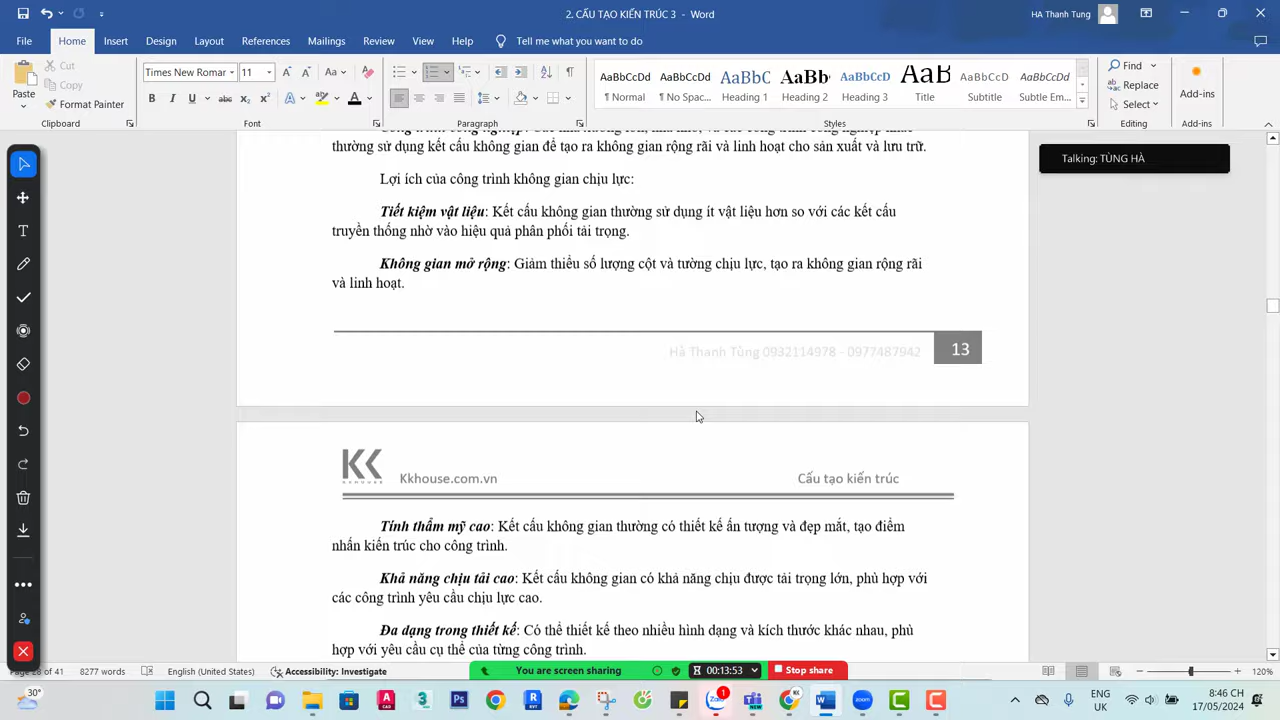 2. CẤU TẠO KIẾN TRÚC 3 - Word
HA Thanh Tung
File Home Insert Design Layout References Mailings Review View Help Tell me what you want to do
Paste
Cut
Copy
Format Painter
Clipboard
Times New Roman 11
Font
Paragraph
AaBbCcDd ¶ Normal
AaBbCcDd ¶ No Spac...
AaBbC Heading 1
AaBb Heading 2
AaBbCcD Heading 3
AaB Title
AaBbCcDd Subtitle
AaBbCcDd Subtle Em...
Styles
Find
Replace
Select
Editing
Add-ins
Add-ins
Talking: TÙNG HÀ
thường sử dụng kết cấu không gian để tạo ra không gian rộng rãi và linh hoạt cho sản xuất và lưu trữ.
Lợi ích của công trình không gian chịu lực:
Tiết kiệm vật liệu: Kết cấu không gian thường sử dụng ít vật liệu hơn so với các kết cấu
truyền thống nhờ vào hiệu quả phân phối tải trọng.
Không gian mở rộng: Giảm thiểu số lượng cột và tường chịu lực, tạo ra không gian rộng rãi
và linh hoạt.
Hà Thanh Tùng 0932114978 - 0977487942 13
KK
KKHOUSE
Kkhouse.com.vn Cấu tạo kiến trúc
Tính thẩm mỹ cao: Kết cấu không gian thường có thiết kế ấn tượng và đẹp mắt, tạo điểm
nhấn kiến trúc cho công trình.
Khả năng chịu tải cao: Kết cấu không gian có khả năng chịu được tải trọng lớn, phù hợp với
các công trình yêu cầu chịu lực cao.
Đa dạng trong thiết kế: Có thể thiết kế theo nhiều hình dạng và kích thước khác nhau, phù
hợp với yêu cầu cụ thể của từng công trình.
of 41 8277 words English (United States) Accessibility: Investigate
You are screen sharing 00:13:53 Stop share
120%
30°
ENG
UK
8:46 CH
17/05/2024